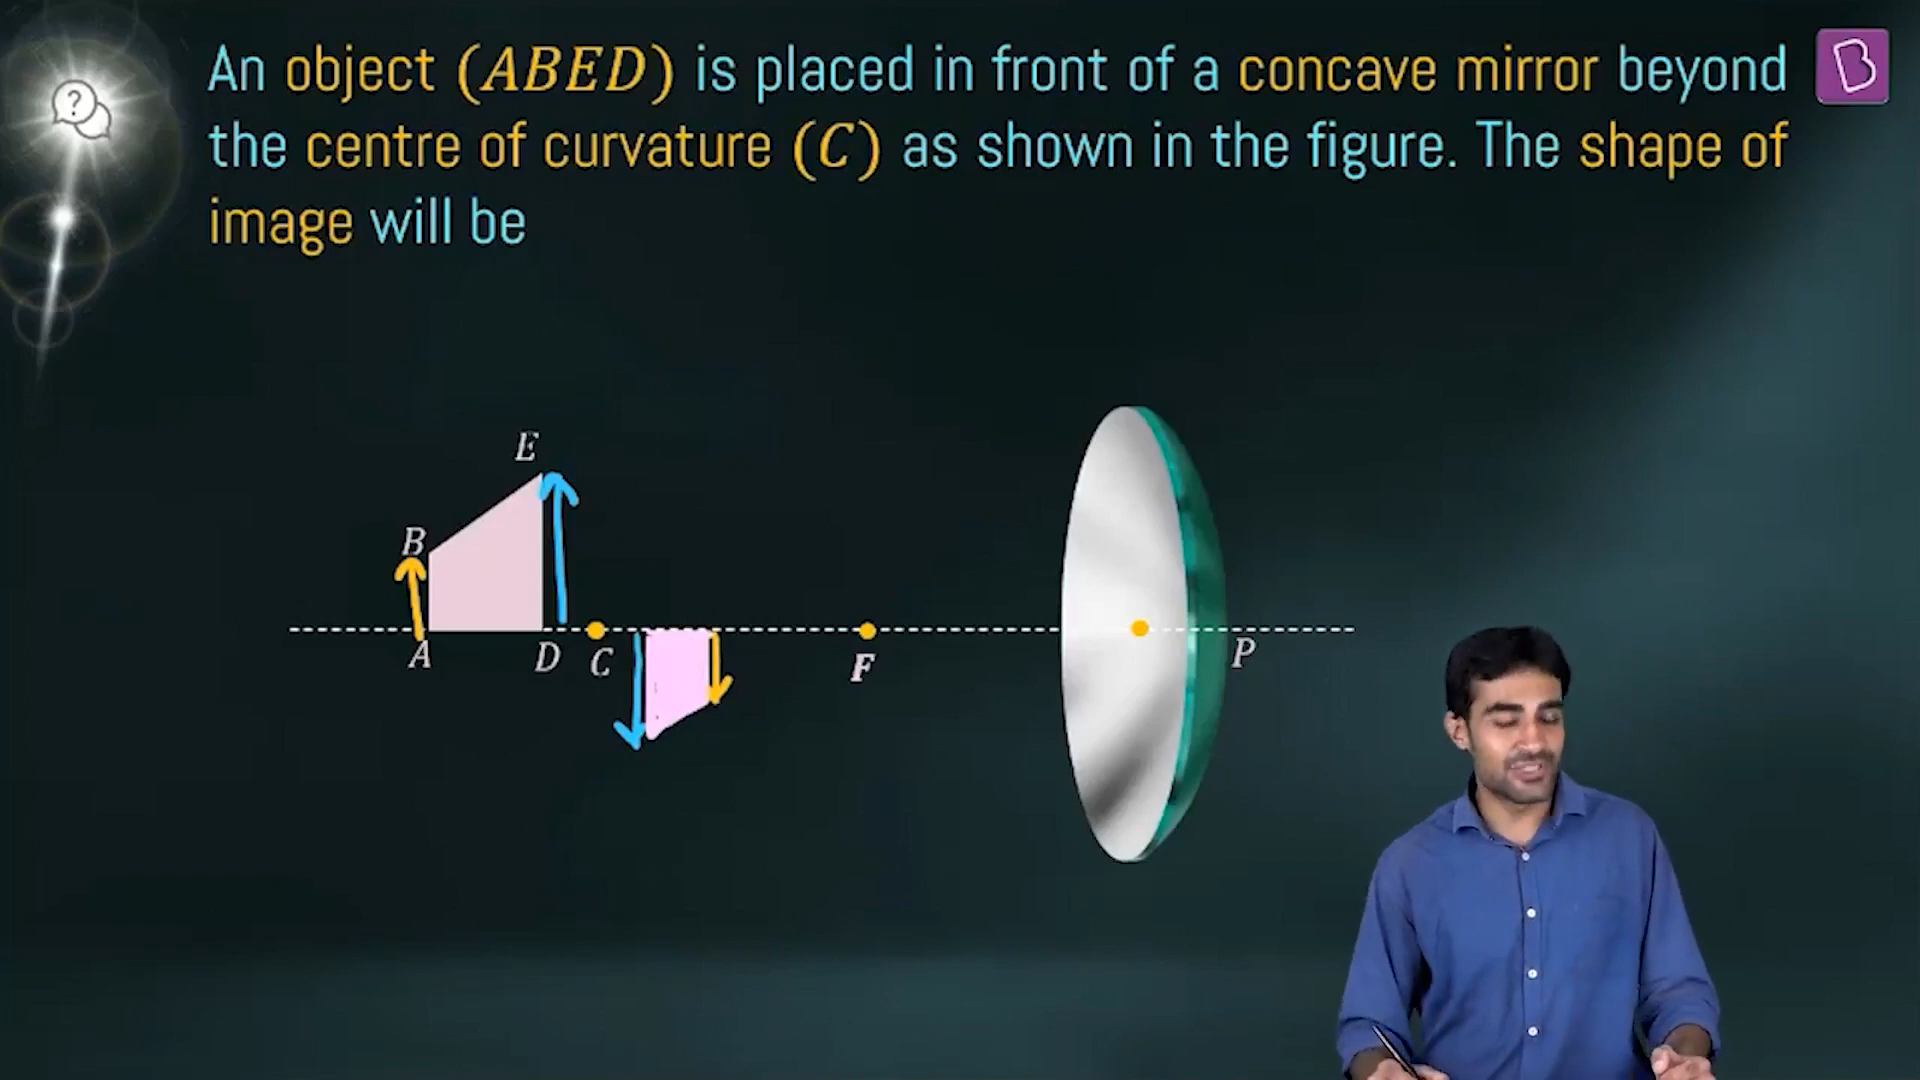 An object (ABED) is placed in front of a concave mirror beyond
the centre of curvature (C) as shown in the figure. The shape of
image will be
?
B
E
B
A
D
C
F
P